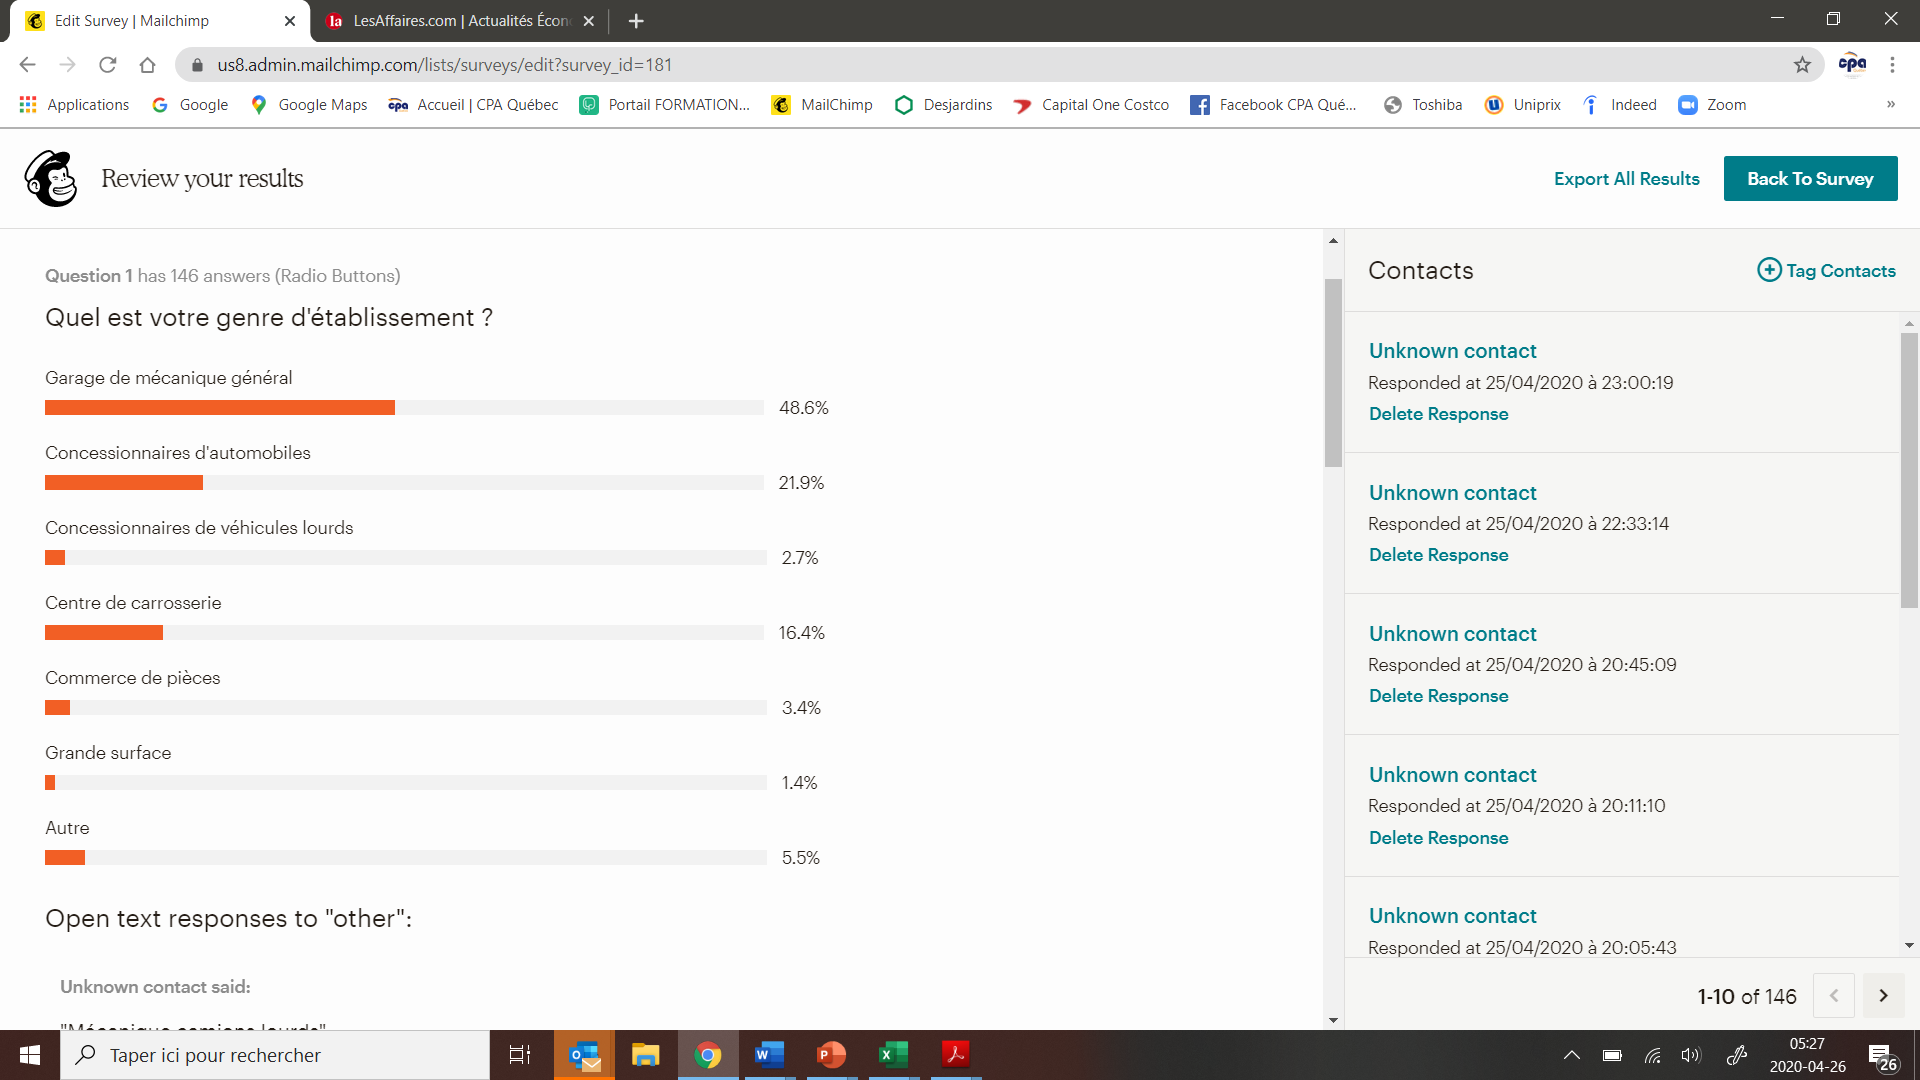 Edit Survey | Mailchimp
LesAffaires.com | Actualités Écon
us8.admin.mailchimp.com/lists/surveys/edit?survey_id=181
Applications Google Google Maps Accueil | CPA Québec Portail FORMATION... MailChimp Desjardins Capital One Costco Facebook CPA Qué... Toshiba Uniprix Indeed Zoom »
Review your results
Export All Results
Back To Survey
Question 1 has 146 answers (Radio Buttons)
Quel est votre genre d'établissement ?
Garage de mécanique général
48.6%
Concessionnaires d'automobiles
21.9%
Concessionnaires de véhicules lourds
2.7%
Centre de carrosserie
16.4%
Commerce de pièces
3.4%
Grande surface
1.4%
Autre
5.5%
Open text responses to "other":
Unknown contact said:
"Mécanique camions lourds"
Contacts
Tag Contacts
Unknown contact
Responded at 25/04/2020 à 23:00:19
Delete Response
Unknown contact
Responded at 25/04/2020 à 22:33:14
Delete Response
Unknown contact
Responded at 25/04/2020 à 20:45:09
Delete Response
Unknown contact
Responded at 25/04/2020 à 20:11:10
Delete Response
Unknown contact
Responded at 25/04/2020 à 20:05:43
1-10 of 146
Taper ici pour rechercher
05:27
2020-04-26
26